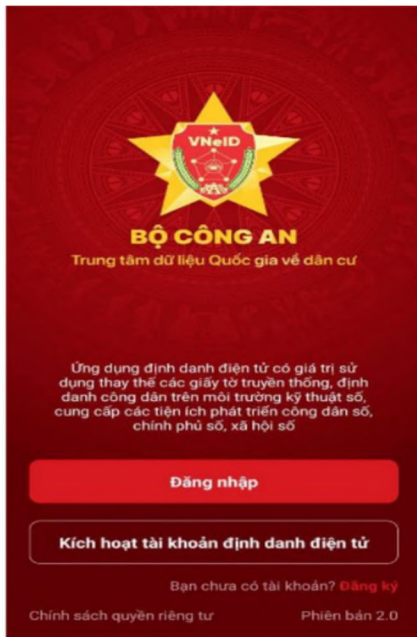 VNeID
BỘ CÔNG AN
Trung tâm dữ liệu Quốc gia về dân cư
Ứng dụng định danh điện tử có giá trị sử
dụng thay thế các giấy tờ truyền thống, định
danh công dân trên môi trường kỹ thuật số,
cung cấp các tiện ích phát triển công dân số,
chính phủ số, xã hội số
Đăng nhập
Kích hoạt tài khoản định danh điện tử
Bạn chưa có tài khoản? Đăng ký
Chính sách quyền riêng tư Phiên bản 2.0